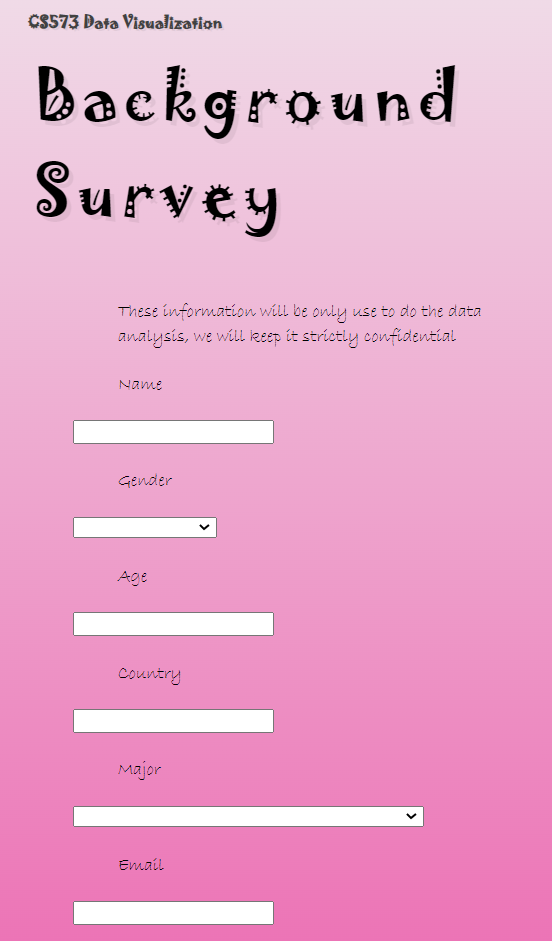 CS573 Data Visualization
Background
Survey
These information will be only use to do the data
analysis, we will keep it strictly confidential
Name
Gender
Age
Country
Major
Email